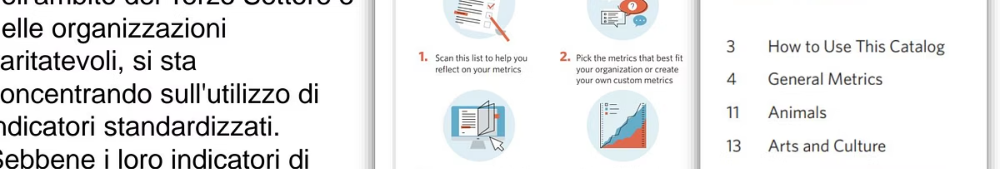 elle organizzazioni
aritatevoli, si sta
oncentrando sull'utilizzo di
ndicatori standardizzati.
Sebbene i loro indicatori di
1. Scan this list to help you
reflect on your metrics
2. Pick the metrics that best fit
your organization or create
your own custom metrics
3 How to Use This Catalog
4 General Metrics
11 Animals
13 Arts and Culture